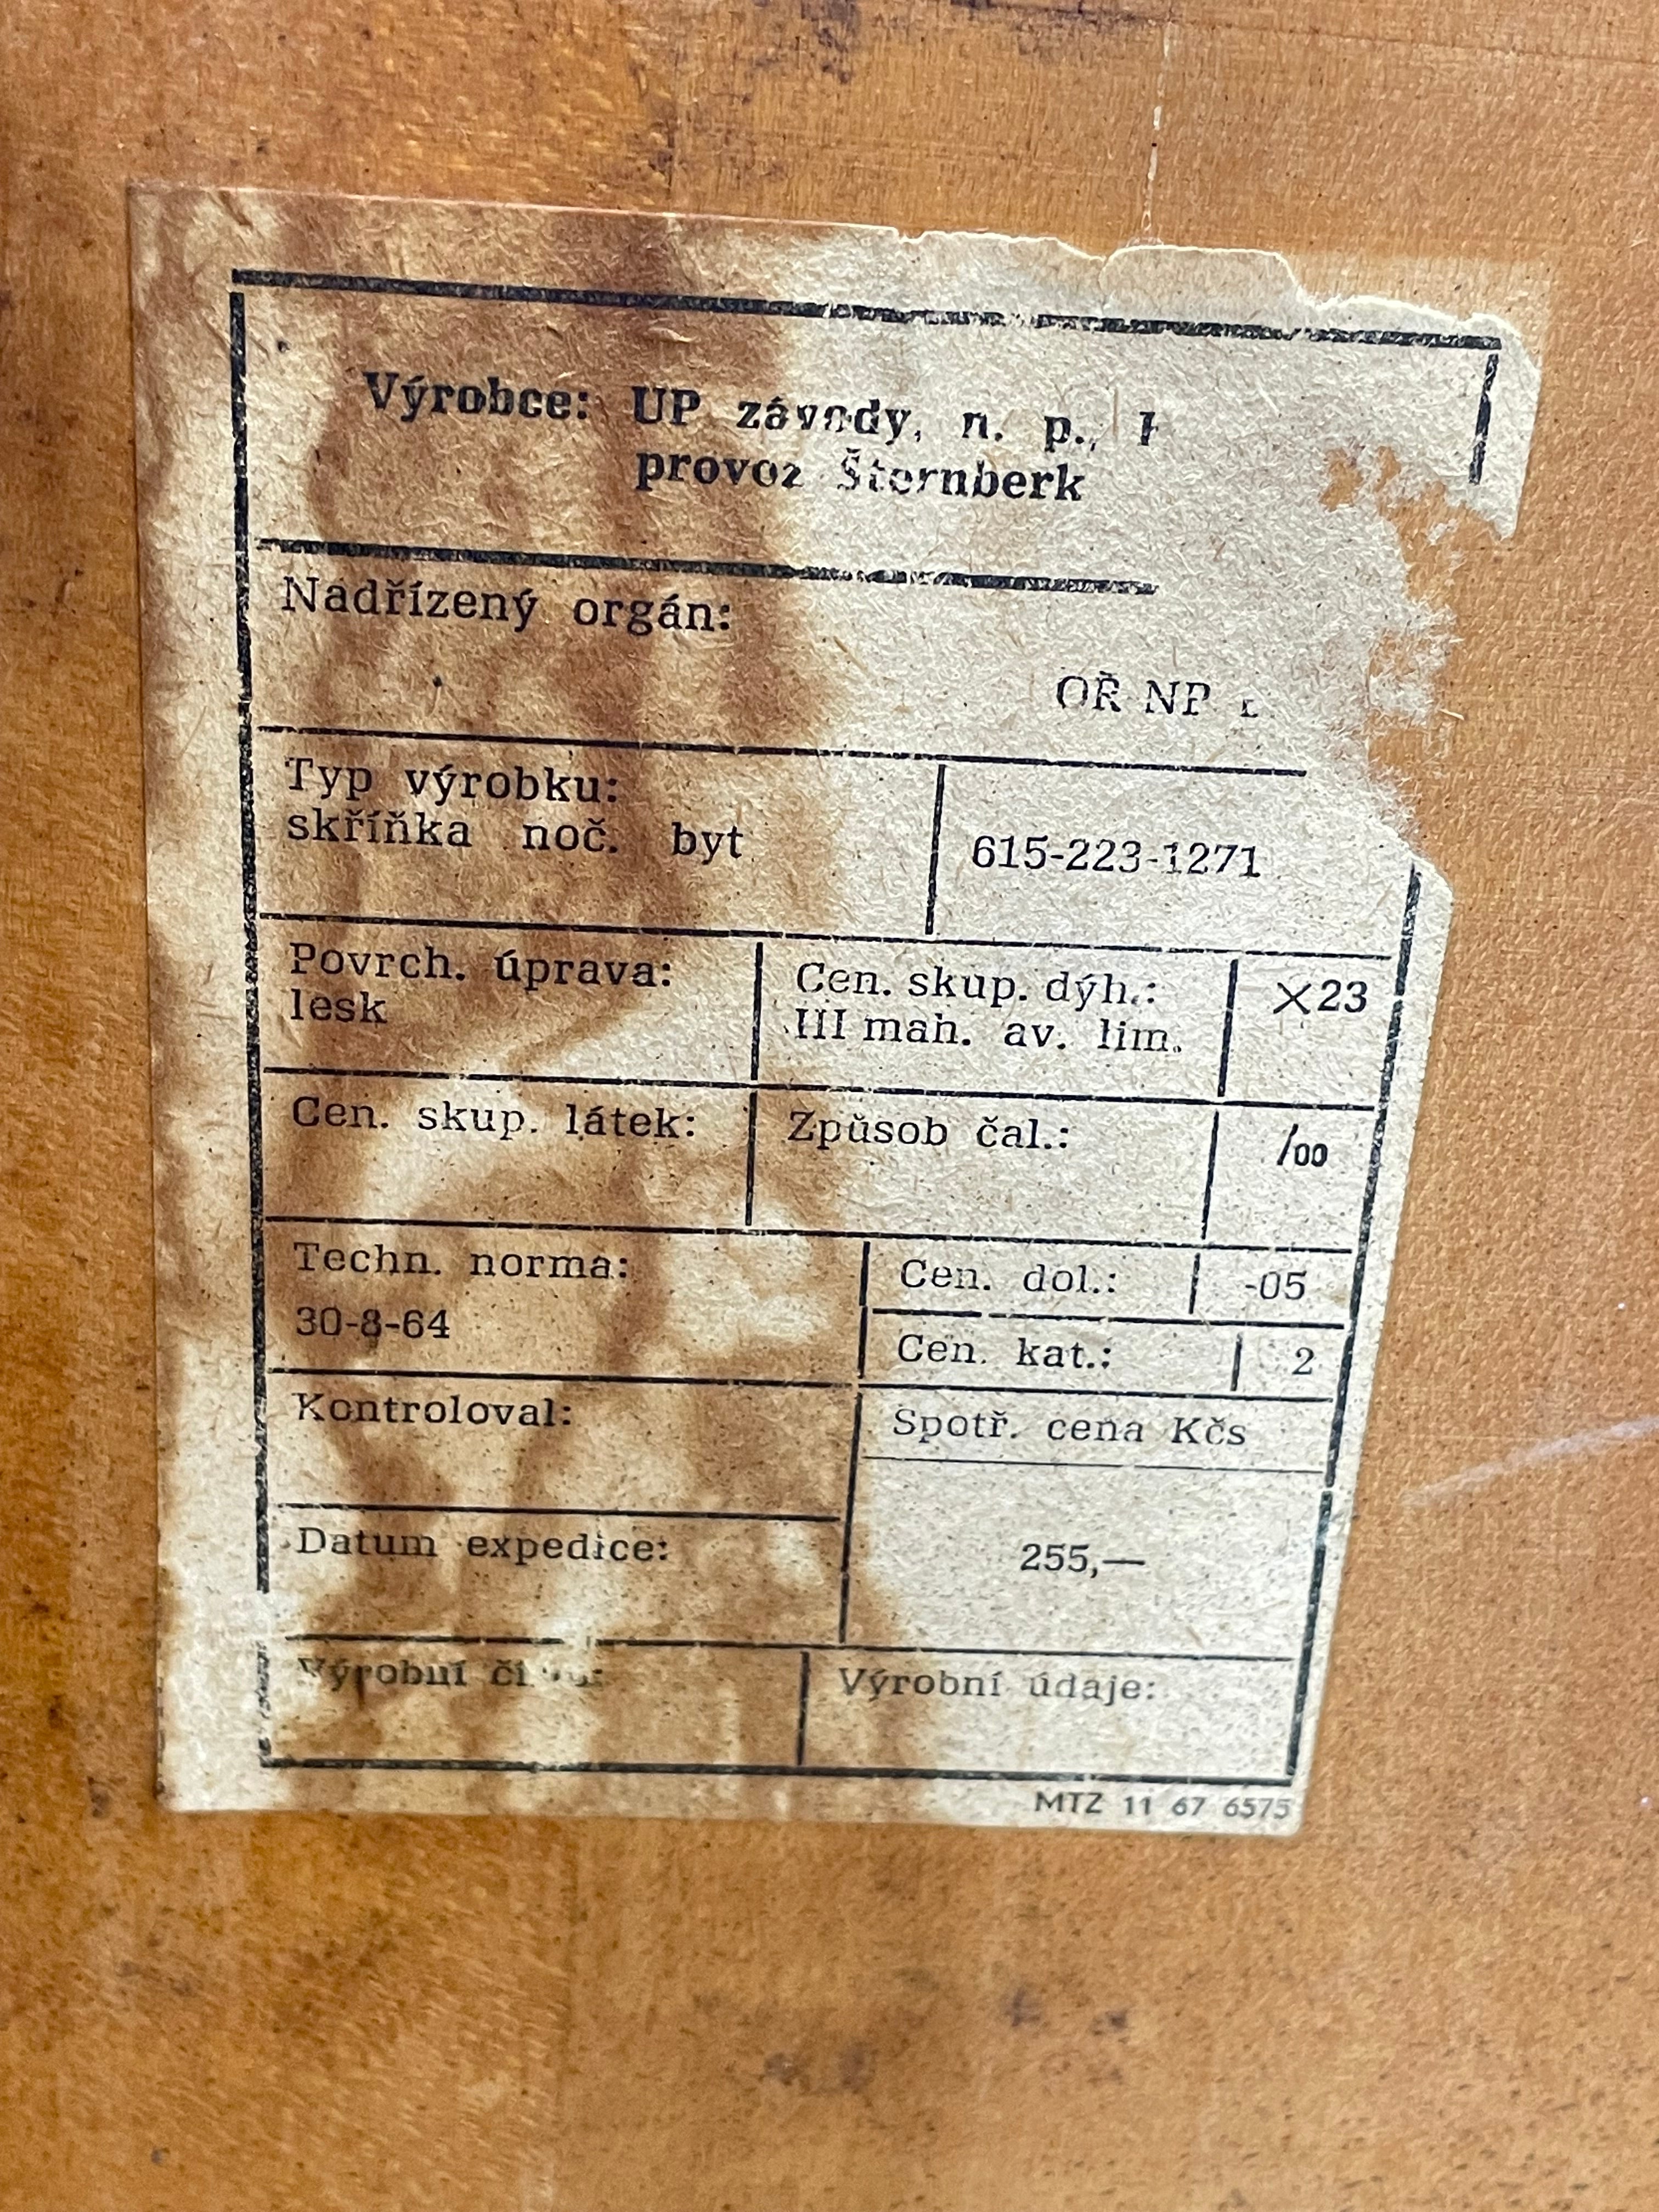 Výrobce: UP závody, n. p.,
provoz Šternberk
Nadřízený orgán:
OŘ NP
Typ výrobku:
skříňka noč. byt
615-223-1271
Povrch. úprava:
lesk
Cen. skup. dýh.:
III mah. av. lim.
X23
Cen. skup. látek:
Způsob čal.:
/00
Techn. norma:
30-8-64
Cen. dol.:
-05
Cen. kat.:
2
Kontroloval:
Spotř. cena Kčs
Datum expedice:
255,—
Výrobní
Výrobní údaje:
MTZ 11 67 6575